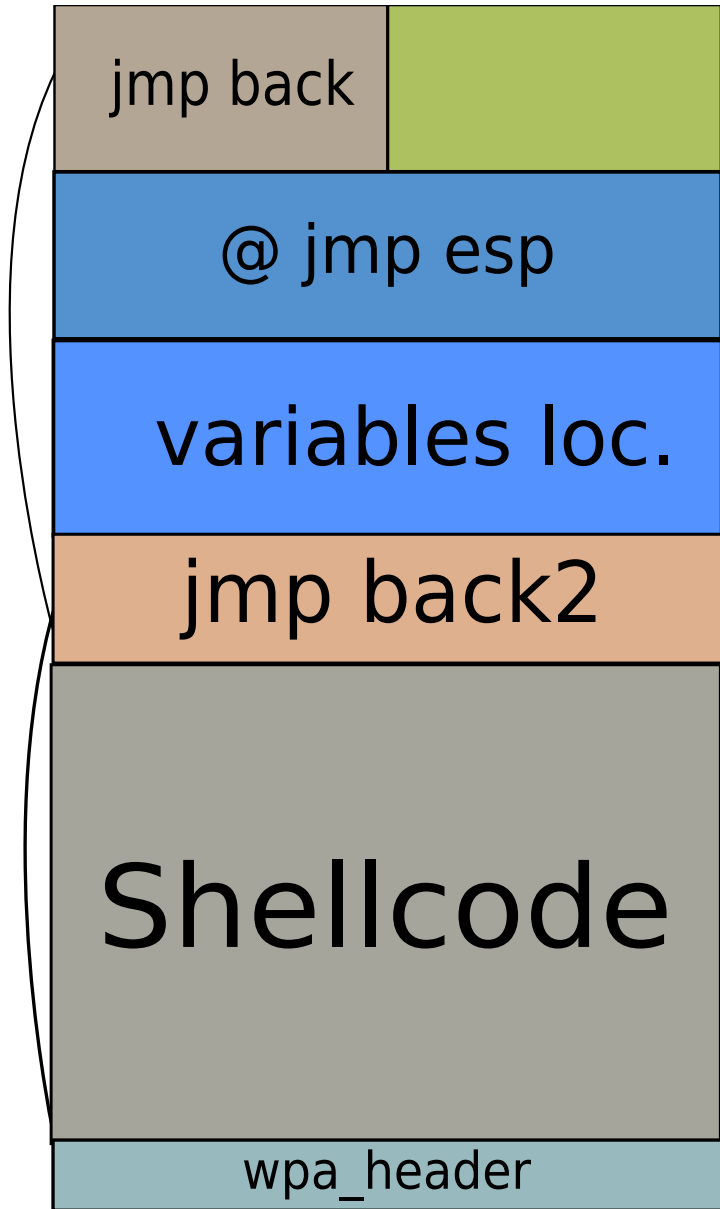 jmp back
@ jmp esp
variables loc.
jmp back2
Shellcode
wpa_header